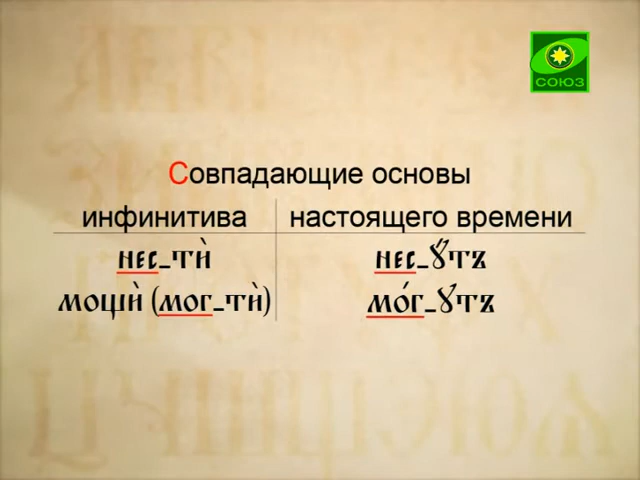 СОЮЗ
Совпадающие основы
инфинитива настоящего времени
нес-тѝ нес-ꙋ́тъ
мощѝ (мог-тѝ) мо́г-ꙋтъ